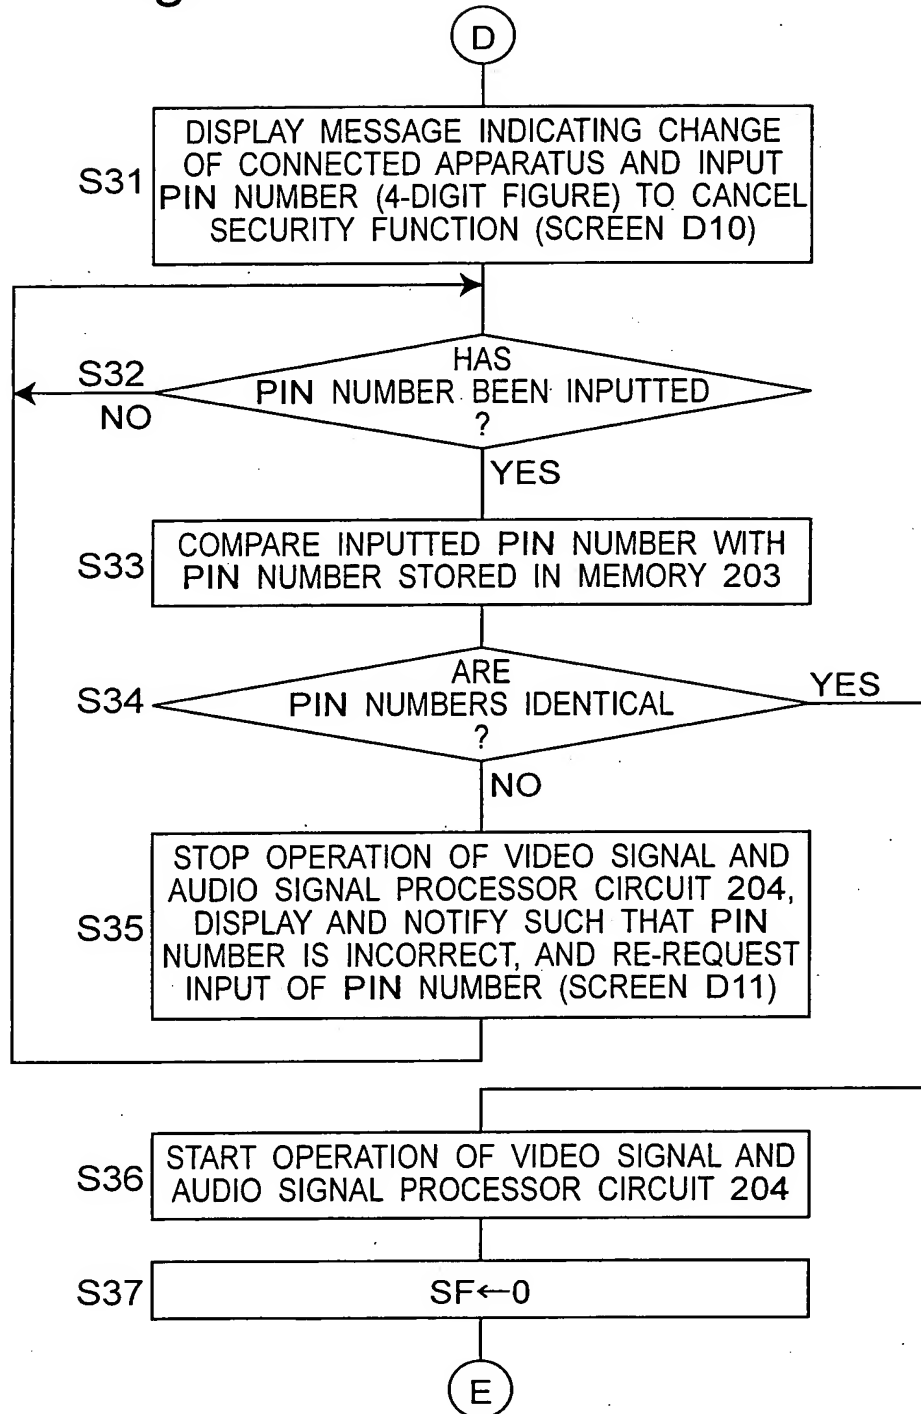 D
DISPLAY MESSAGE INDICATING CHANGE
OF CONNECTED APPARATUS AND INPUT
S31
PIN NUMBER (4-DIGIT FIGURE) TO CANCEL
SECURITY FUNCTION (SCREEN D10)
HAS
S32
PIN NUMBER BEEN INPUTTED
NO
?
YES
COMPARE INPUTTED PIN NUMBER WITH
S33
PIN NUMBER STORED IN MEMORY 203
ARE
YES
S34
PIN NUMBERS IDENTICAL
?
NO
STOP OPERATION OF VIDEO SIGNAL AND
AUDIO SIGNAL PROCESSOR CIRCUIT 204,
S35
DISPLAY AND NOTIFY SUCH THAT PIN
NUMBER IS INCORRECT, AND RE-REQUEST
INPUT OF PIN NUMBER (SCREEN D11)
START OPERATION OF VIDEO SIGNAL AND
S36
AUDIO SIGNAL PROCESSOR CIRCUIT 204
S37
SF←0
E